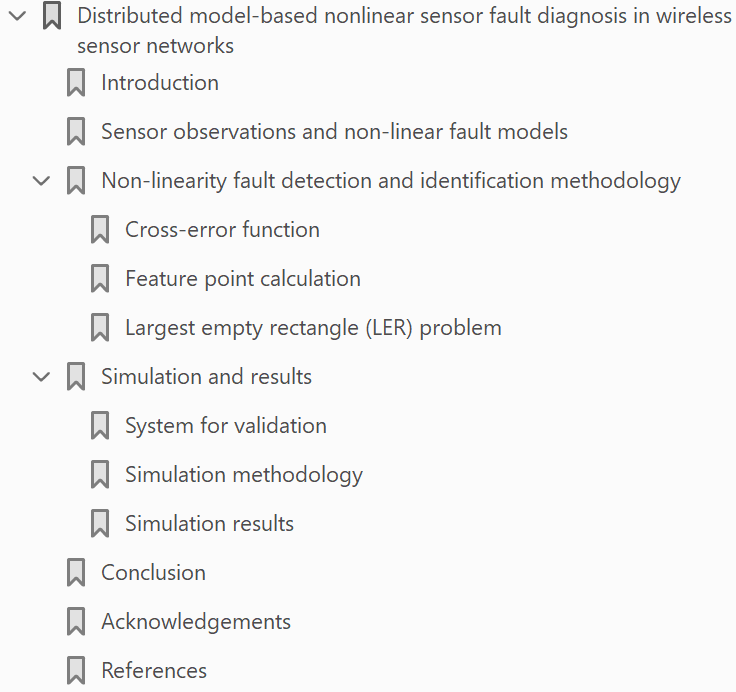 Distributed model-based nonlinear sensor fault diagnosis in wireless
sensor networks
Introduction
Sensor observations and non-linear fault models
Non-linearity fault detection and identification methodology
Cross-error function
Feature point calculation
Largest empty rectangle (LER) problem
Simulation and results
System for validation
Simulation methodology
Simulation results
Conclusion
Acknowledgements
References